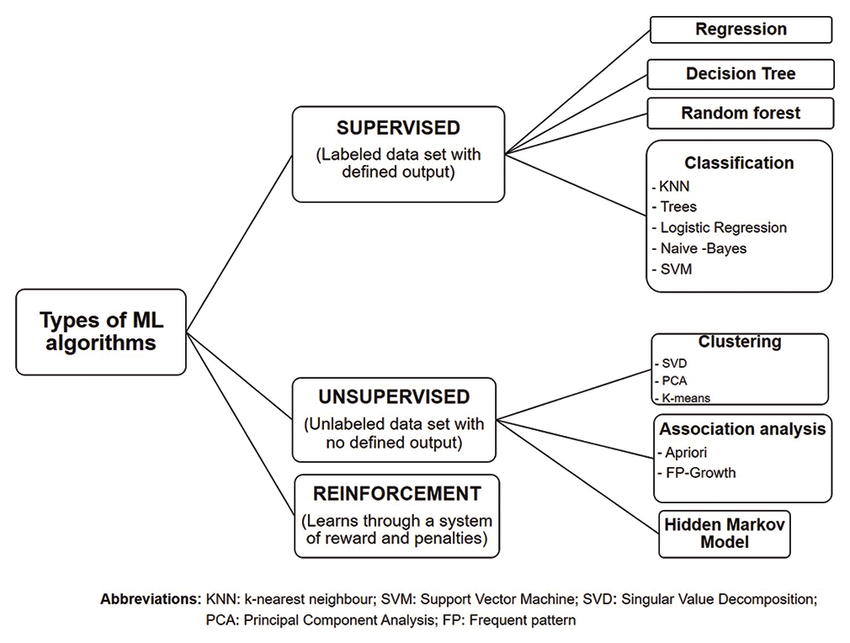 Regression
Decision Tree
Random forest
SUPERVISED
(Labeled data set with
defined output)
Classification
- KNN
- Trees
- Logistic Regression
- Naive -Bayes
- SVM
Types of ML
algorithms
Clustering
- SVD
- PCA
- K-means
UNSUPERVISED
(Unlabeled data set with
no defined output)
Association analysis
- Apriori
- FP-Growth
REINFORCEMENT
(Learns through a system
of reward and penalties)
Hidden Markov
Model
Abbreviations: KNN: k-nearest neighbour; SVM: Support Vector Machine; SVD: Singular Value Decomposition;
PCA: Principal Component Analysis; FP: Frequent pattern